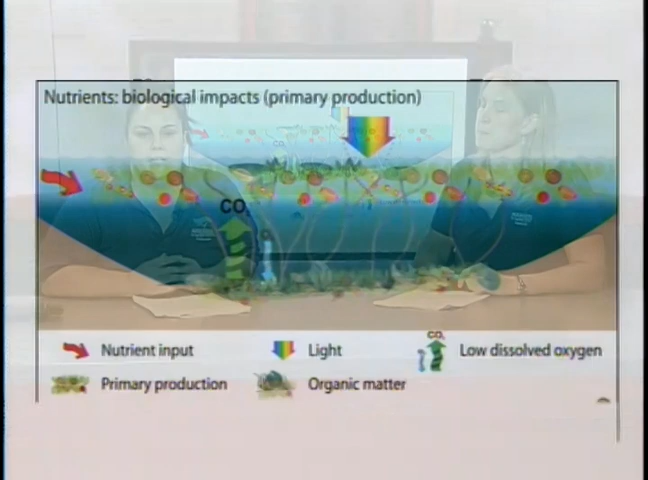 Nutrients: biological impacts (primary production)
CO₂
Nutrient input
Light
CO₂
Low dissolved oxygen
Primary production
Organic matter